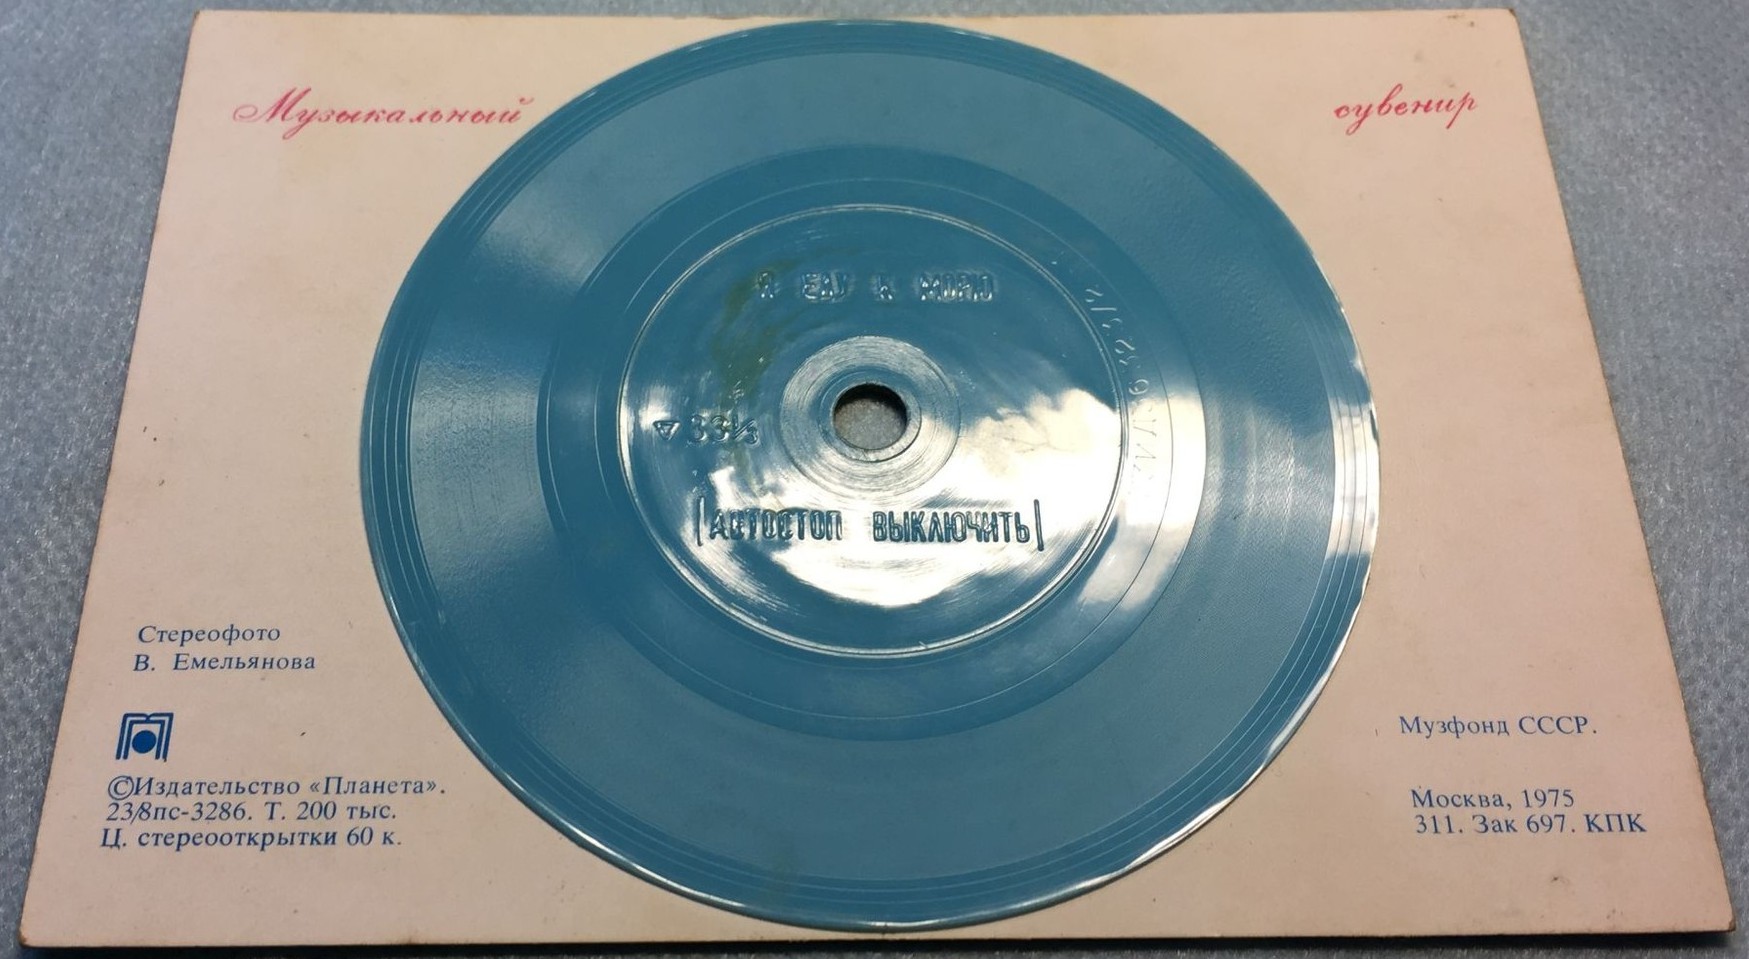 Музыкальный сувенир
Я ЕДУ К МОРЮ
▽ 33⅓
|АВТОСТОП ВЫКЛЮЧИТЬ|
Стереофото
В. Емельянова
©Издательство «Планета».
23/8пс-3286. Т. 200 тыс.
Ц. стереооткрытки 60 к.
Музфонд СССР.
Москва, 1975
311. Зак 697. КПК